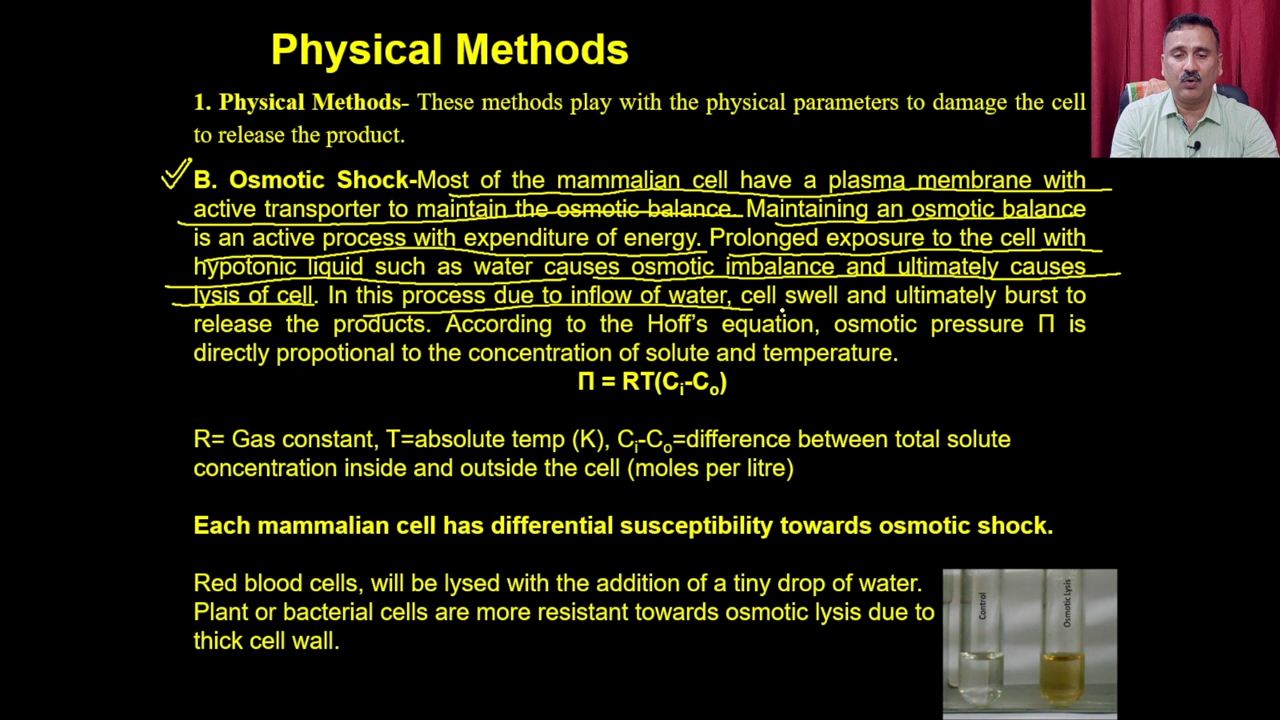 Physical Methods
1. Physical Methods- These methods play with the physical parameters to damage the cell
to release the product.
B. Osmotic Shock-Most of the mammalian cell have a plasma membrane with
active transporter to maintain the osmotic balance. Maintaining an osmotic balance
is an active process with expenditure of energy. Prolonged exposure to the cell with
hypotonic liquid such as water causes osmotic imbalance and ultimately causes
lysis of cell. In this process due to inflow of water, cell swell and ultimately burst to
release the products. According to the Hoff's equation, osmotic pressure Π is
directly propotional to the concentration of solute and temperature.
Π = RT(Ci-Co)
R= Gas constant, T=absolute temp (K), Ci-Co=difference between total solute
concentration inside and outside the cell (moles per litre)
Each mammalian cell has differential susceptibility towards osmotic shock.
Red blood cells, will be lysed with the addition of a tiny drop of water.
Plant or bacterial cells are more resistant towards osmotic lysis due to
thick cell wall.
Control
Osmotic Lysis